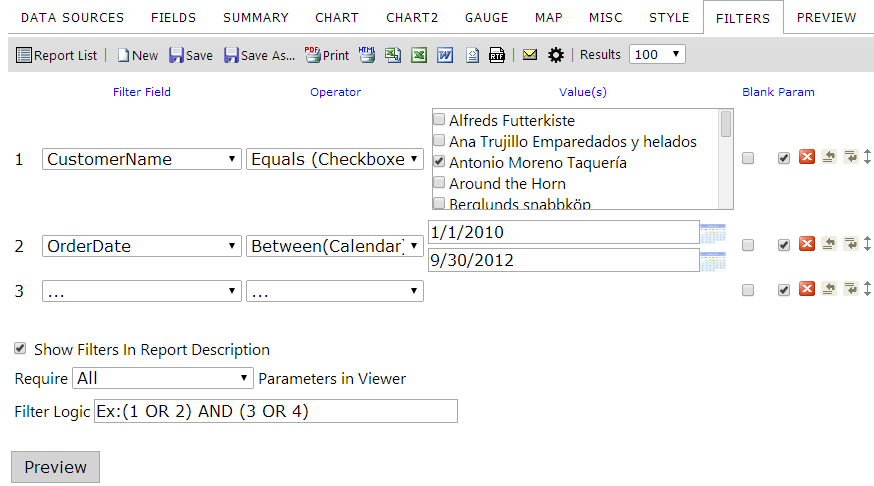 DATA SOURCES FIELDS SUMMARY CHART CHART2 GAUGE MAP MISC STYLE FILTERS PREVIEW
Report List | New Save Save As... PDF Print HTML RTF Results 100
Filter Field Operator Value(s) Blank Param
Alfreds Futterkiste
Ana Trujillo Emparedados y helados
1 CustomerName Equals (Checkboxe Antonio Moreno Taquería
Around the Horn
Berglunds snabbköp
1/1/2010
2 OrderDate Between(Calendar)
9/30/2012
3 ... ...
Show Filters In Report Description
Require All Parameters in Viewer
Filter Logic Ex:(1 OR 2) AND (3 OR 4)
Preview